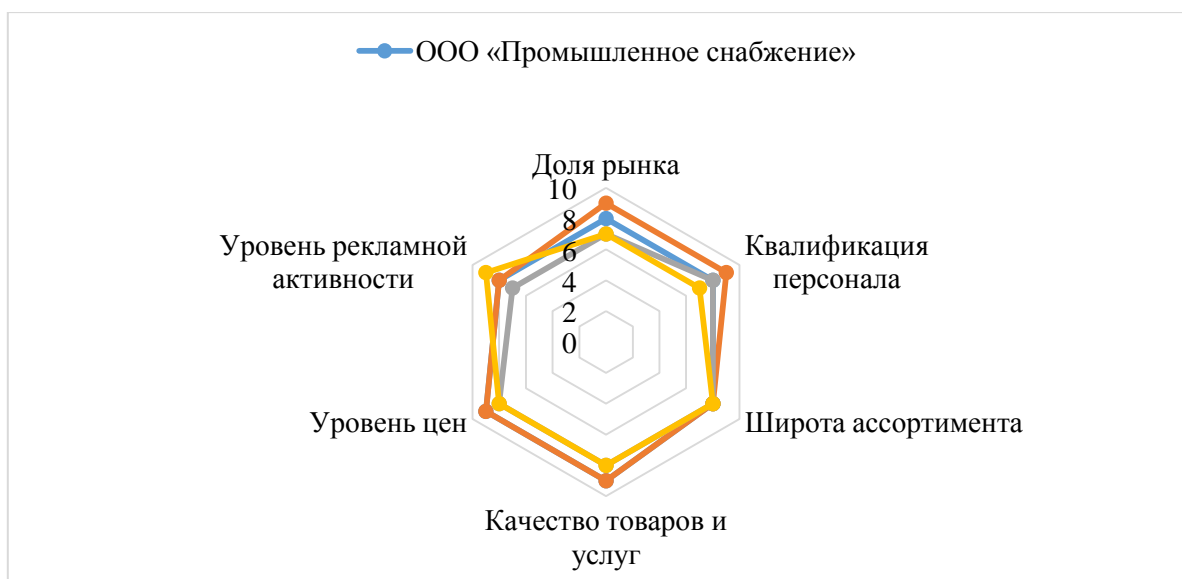 ООО «Промышленное снабжение»
Доля рынка
10
8
6
4
2
0
Квалификация
персонала
Уровень рекламной
активности
Уровень цен
Широта ассортимента
Качество товаров и
услуг